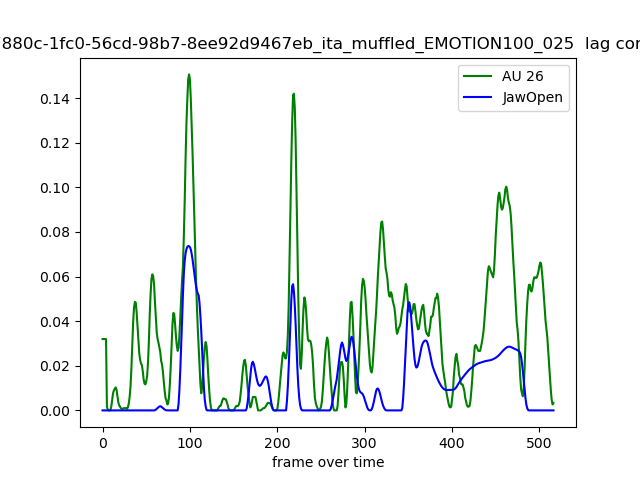 880c-1fc0-56cd-98b7-8ee92d9467eb_ita_muffled_EMOTION100_025 lag
AU 26
JawOpen
0.14
0.12
0.10
0.08
0.06
0.04
0.02
0.00
0 100 200 300 400 500
frame over time